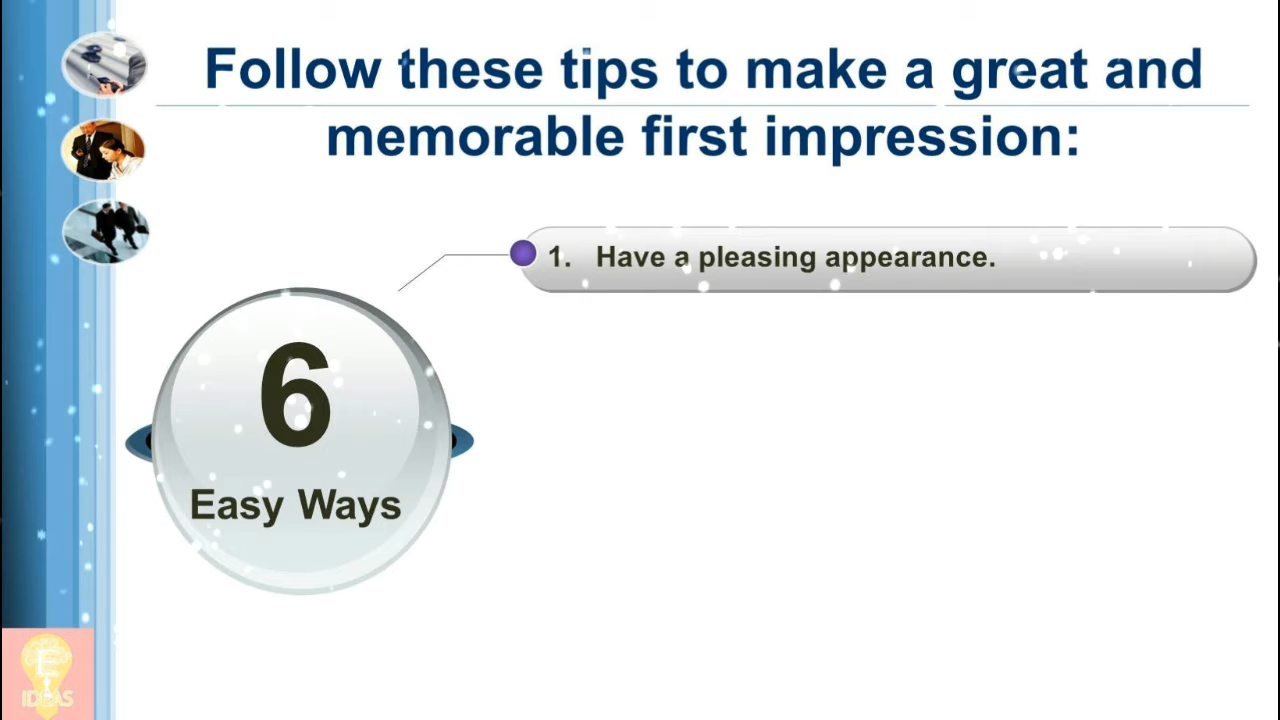 Follow these tips to make a great and
memorable first impression:
1. Have a pleasing appearance.
6
Easy Ways
E
IDEAS